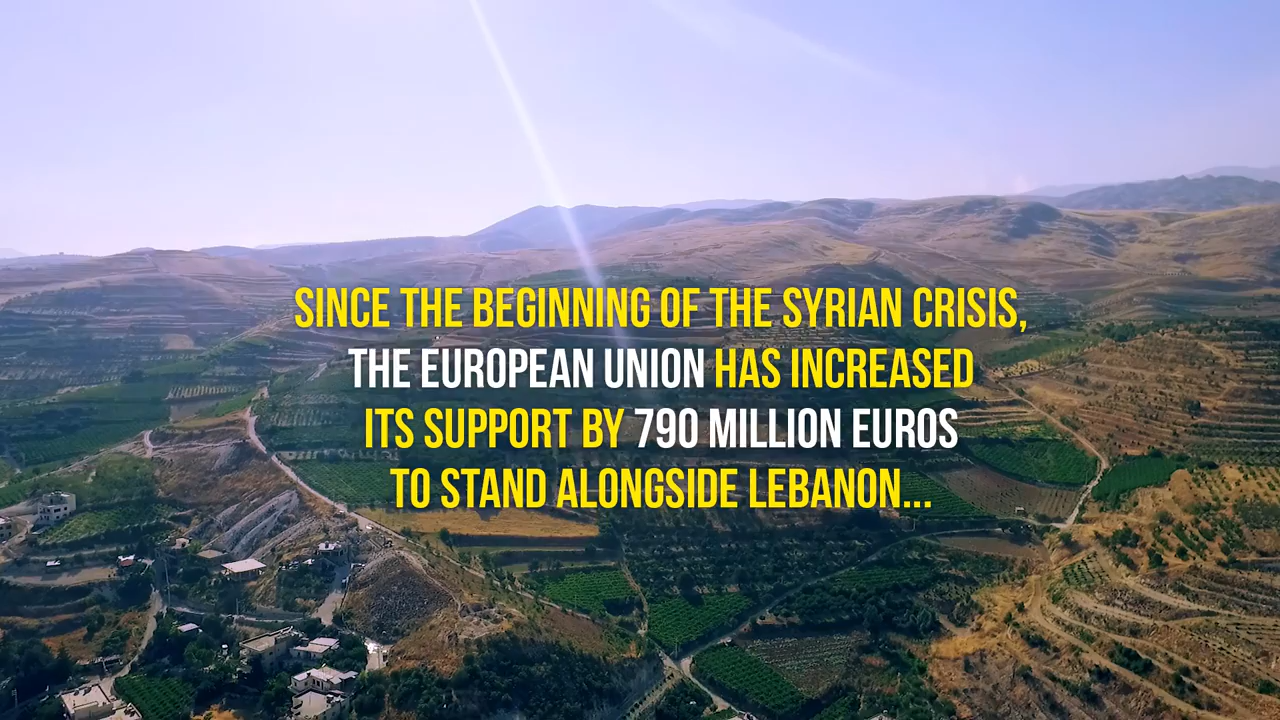 SINCE THE BEGINNING OF THE SYRIAN CRISIS,
THE EUROPEAN UNION HAS INCREASED
ITS SUPPORT BY 790 MILLION EUROS
TO STAND ALONGSIDE LEBANON...